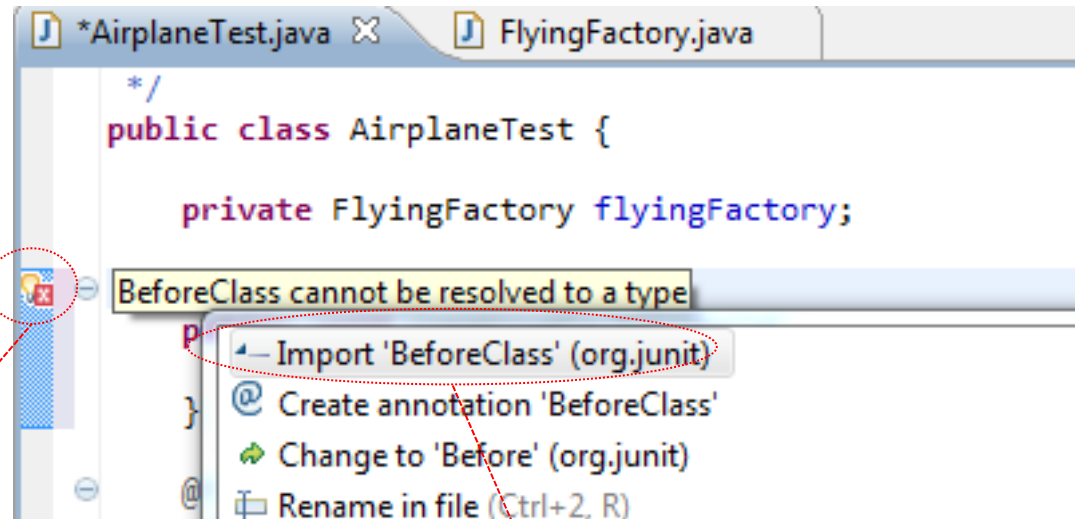 *AirplaneTest.java FlyingFactory.java
*/
public class AirplaneTest {
private FlyingFactory flyingFactory;
BeforeClass cannot be resolved to a type
p
Import 'BeforeClass' (org.junit)
} Create annotation 'BeforeClass'
Change to 'Before' (org.junit)
@ Rename in file (Ctrl+2, R)